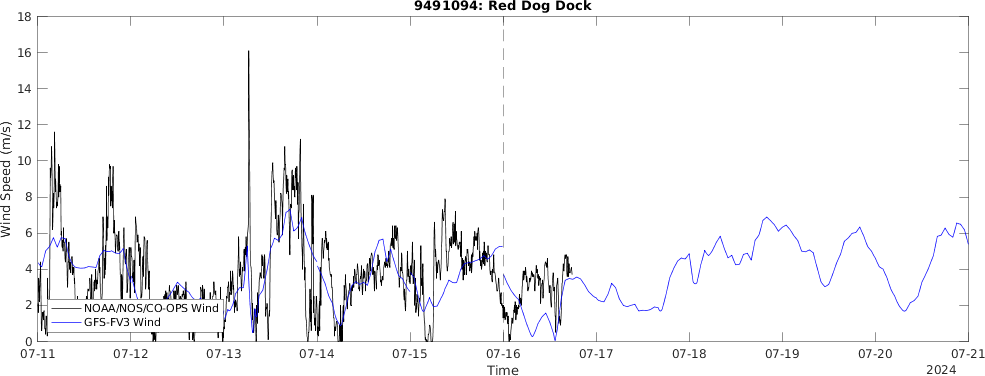 9491094: Red Dog Dock
Wind Speed (m/s)
18
16
14
12
10
8
6
4
2
0
NOAA/NOS/CO-OPS Wind
GFS-FV3 Wind
07-11 07-12 07-13 07-14 07-15 07-16 07-17 07-18 07-19 07-20 07-21
Time
2024